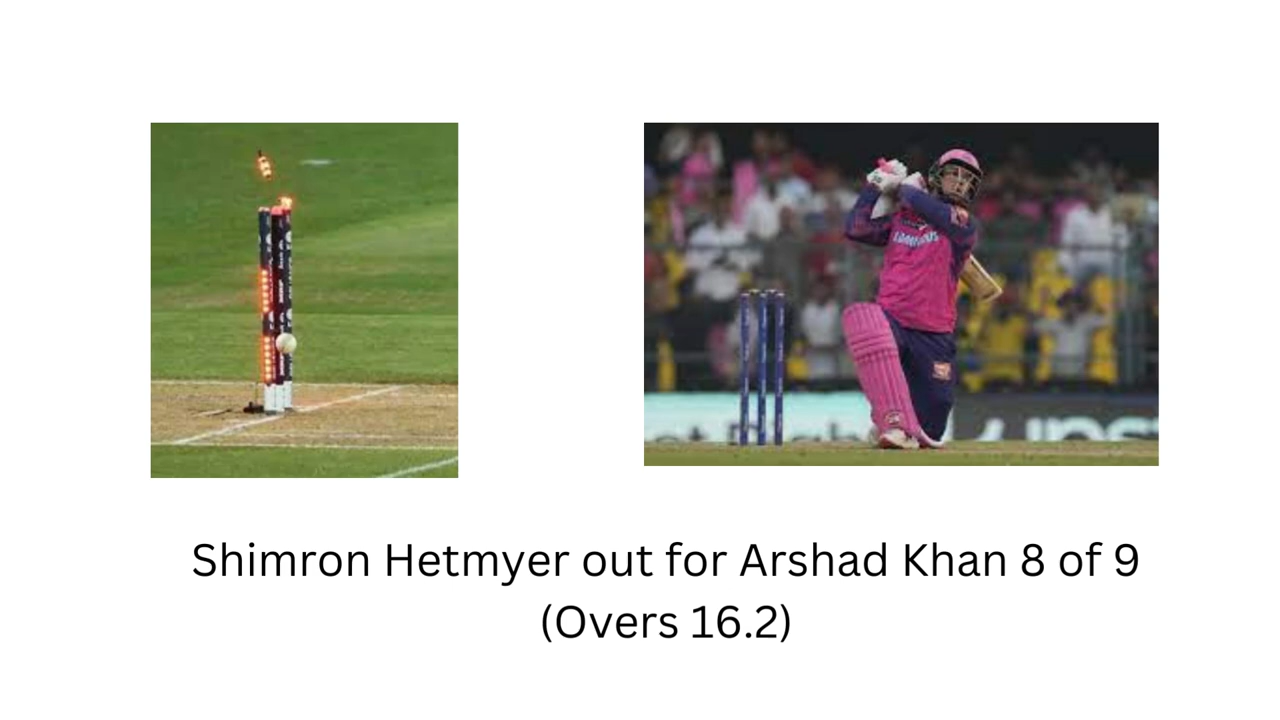 Shimron Hetmyer out for Arshad Khan 8 of 9
(Overs 16.2)